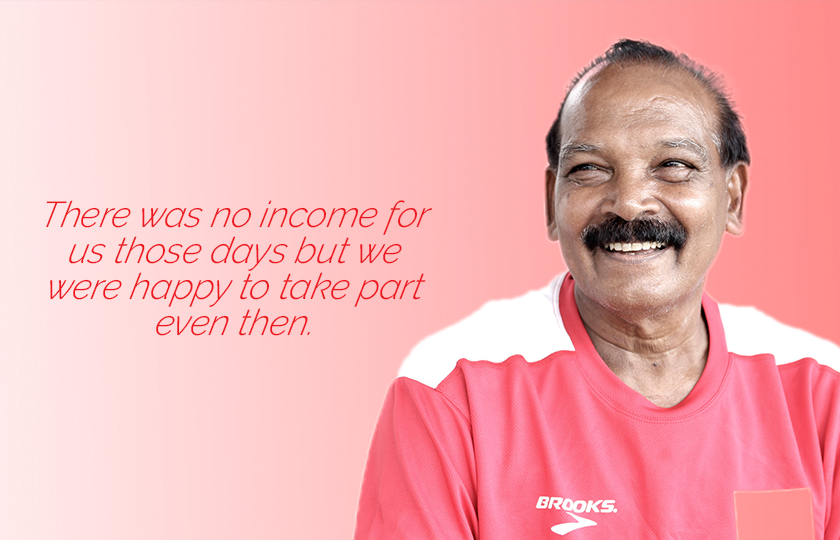 There was no income for
us those days but we
were happy to take part
even then.
BROOKS.